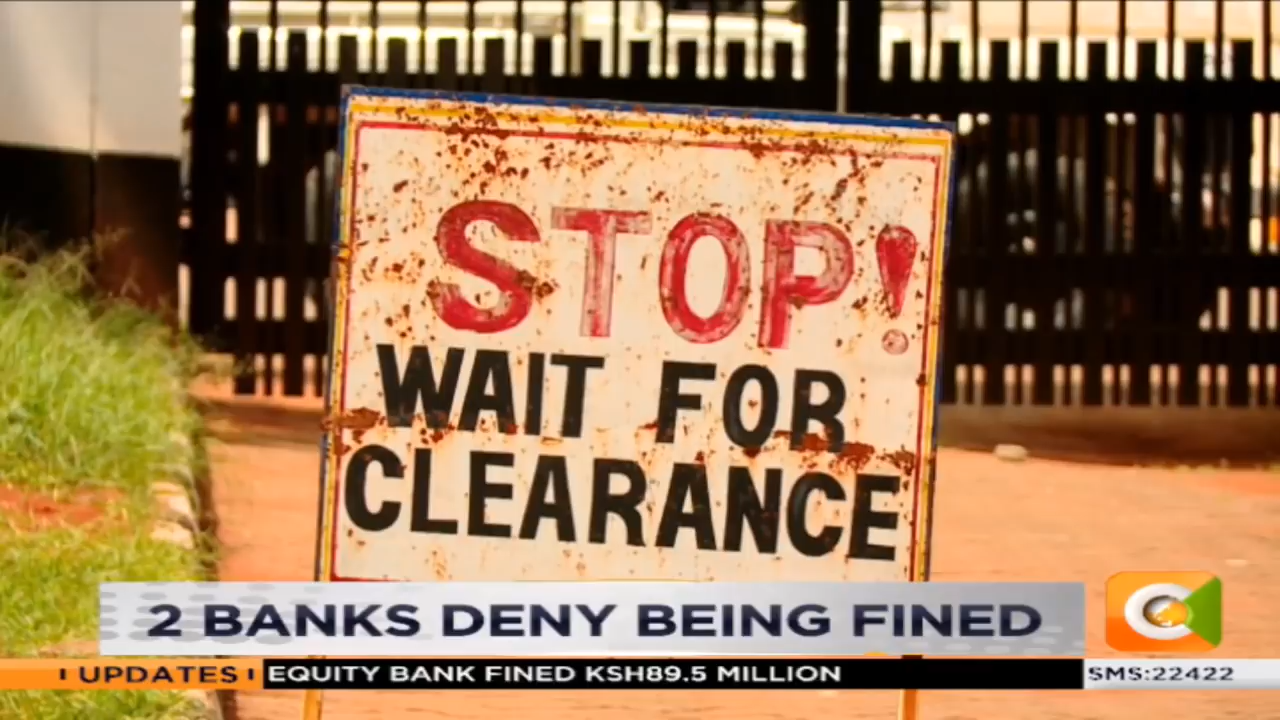 STOP!
WAIT FOR
CLEARANCE
2 BANKS DENY BEING FINED
UPDATES
EQUITY BANK FINED KSH89.5 MILLION
SMS:22422